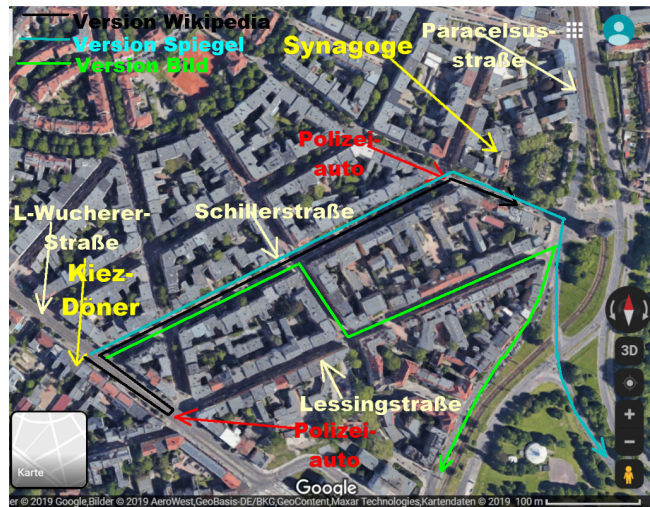 Version Wikipedia
Version Spiegel
Version Bild
Synagoge
Paracelsus-
straße
Polizei-
auto
L-Wucherer-
Straße
Schillerstraße
Kiez-
Döner
Lessingstraße
Polizei-
auto
3D
Karte
Google
er © 2019 Google,Bilder © 2019 AeroWest,GeoBasis-DE/BKG,GeoContent,Maxar Technologies,Kartendaten © 2019 100 m